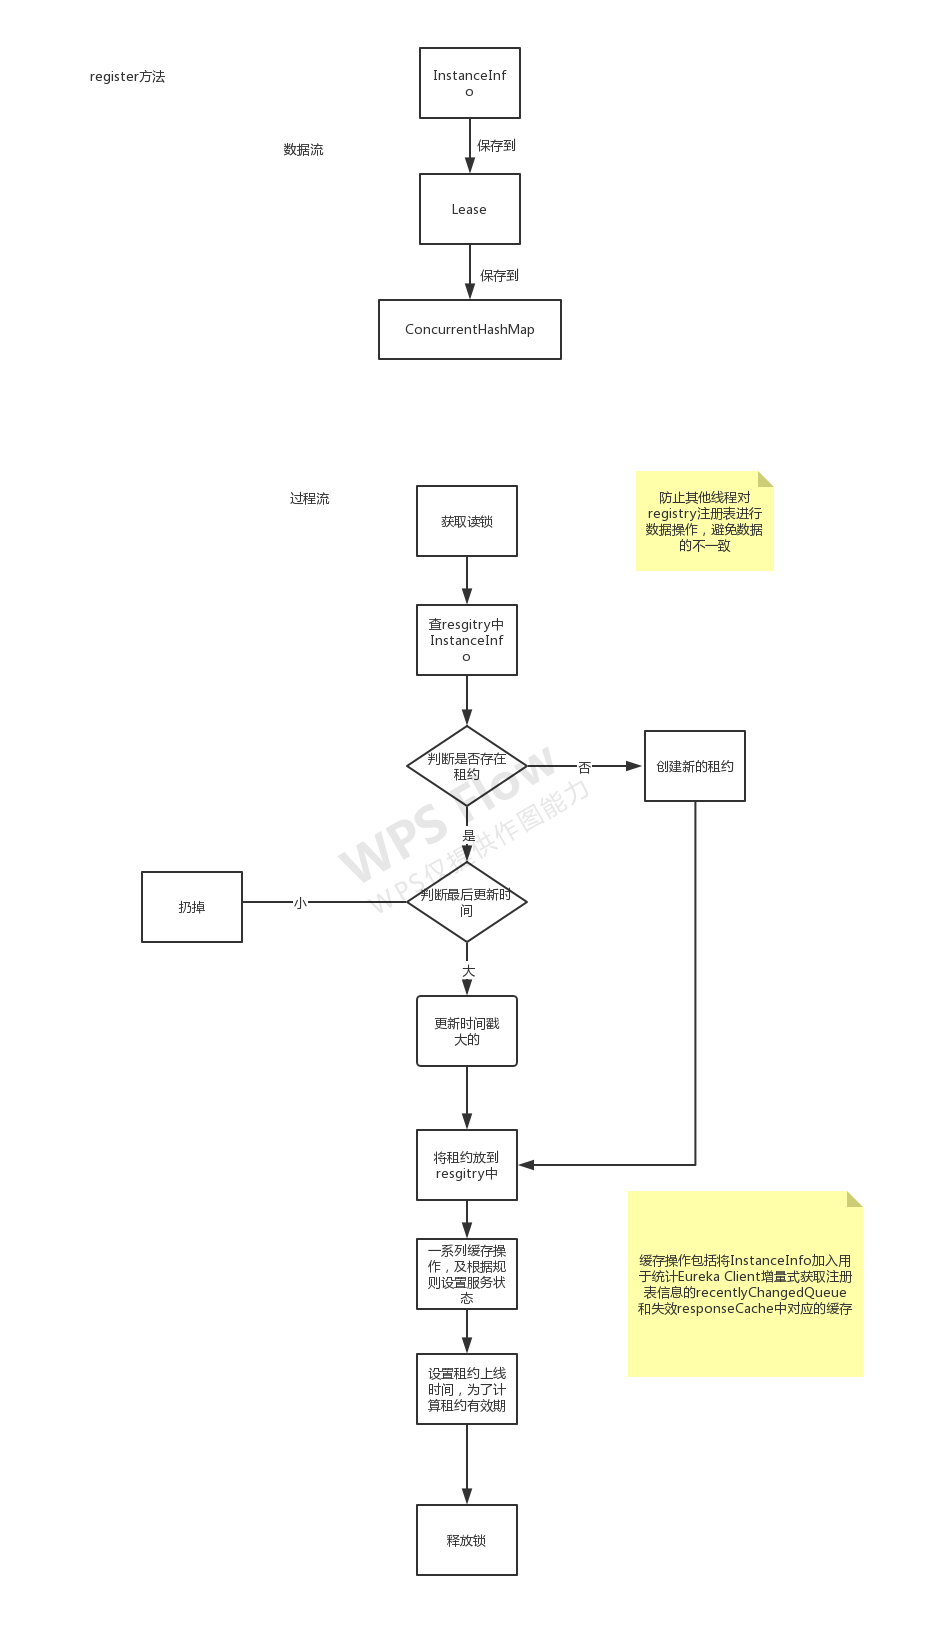 register方法
InstanceInf
o
数据流
保存到
Lease
保存到
ConcurrentHashMap
过程流
获取读锁
防止其他线程对
registry注册表进行
数据操作，避免数据
的不一致
查resgitry中
InstanceInf
o
判断是否存在
租约
否
创建新的租约
是
WPS Flow
WPS仅提供作图能力
扔掉
小
判断最后更新时
间
大
更新时间戳
大的
将租约放到
resgitry中
一系列缓存操
作，及根据规
则设置服务状
态
缓存操作包括将InstanceInfo加入用
于统计Eureka Client增量式获取注册
表信息的recentlyChangedQueue
和失效responseCache中对应的缓存
设置租约上线
时间，为了计
算租约有效期
释放锁